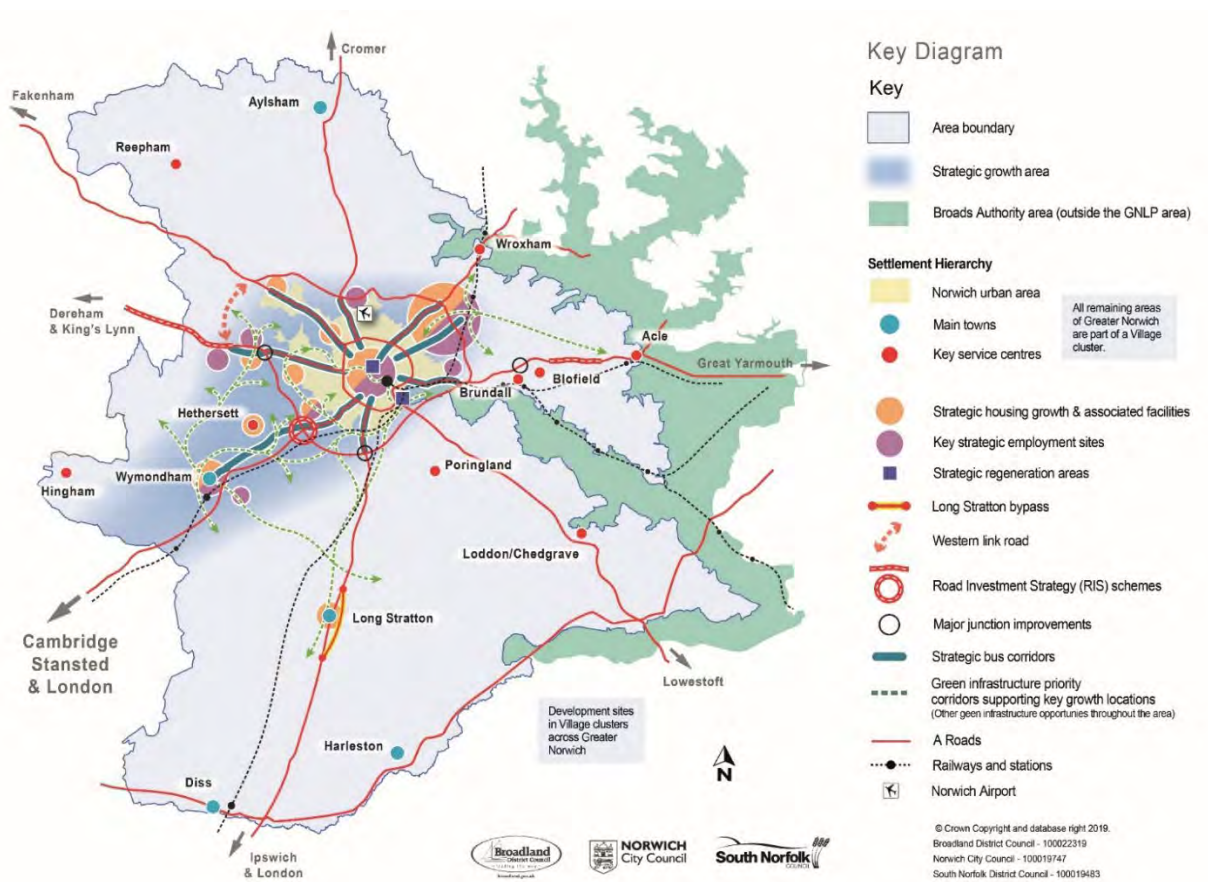 Cromer
Fakenham
Aylsham
Reepham
Wroxham
Dereham
& King's Lynn
Acle
Great Yarmouth
Blofield
Brundall
Hethersett
Poringland
Wymondham
Hingham
Loddon/Chedgrave
Long Stratton
Cambridge
Stansted
& London
Lowestoft
Development sites
in Village clusters
across Greater
Norwich
Harleston
N
Diss
Ipswich
& London
Broadland
District Council
NORWICH
City Council
South Norfolk
COUNCIL
Key Diagram
Key
Area boundary
Strategic growth area
Broads Authority area (outside the GNLP area)
Settlement Hierarchy
Norwich urban area
Main towns
Key service centres
All remaining areas
of Greater Norwich
are part of a Village
cluster.
Strategic housing growth & associated facilities
Key strategic employment sites
Strategic regeneration areas
Long Stratton bypass
Western link road
Road Investment Strategy (RIS) schemes
Major junction improvements
Strategic bus corridors
Green infrastructure priority
corridors supporting key growth locations
(Other geen infrastructure opportunies throughout the area)
A Roads
Railways and stations
Norwich Airport
© Crown Copyright and database right 2019.
Broadland District Council - 100022319
Norwich City Council - 100019747
South Norfolk District Council - 100019483